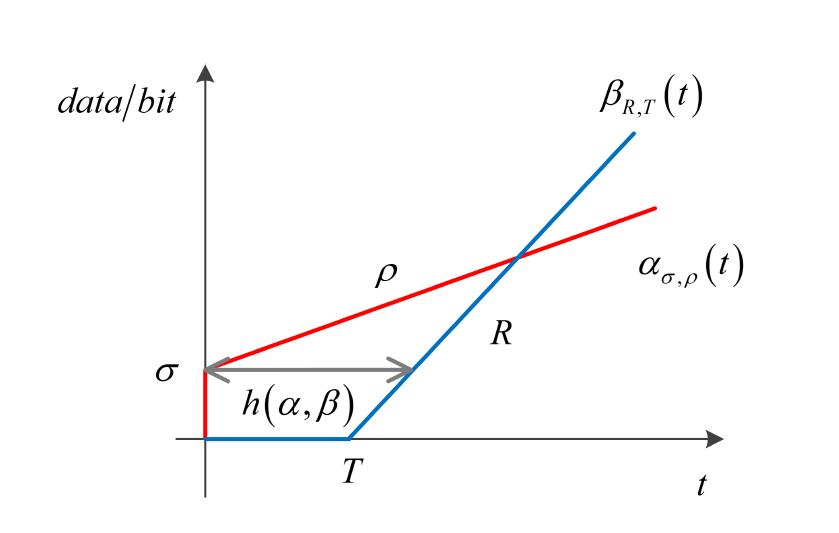 data/bit
β_{R,T}(t)
ρ
α_{σ,ρ}(t)
R
σ
h(α,β)
T
t